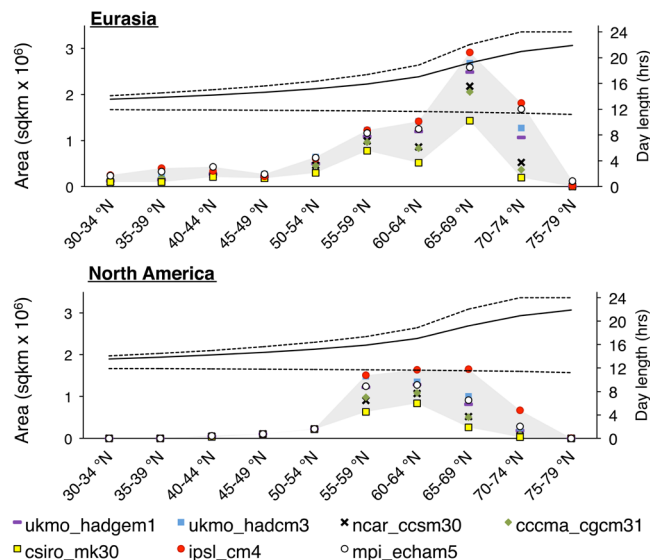 Eurasia
Area (sqkm x 10⁶)
3
2
1
0
24
20
16
12
8
4
0
Day length (hrs)
30-34 °N
35-39 °N
40-44 °N
45-49 °N
50-54 °N
55-59 °N
60-64 °N
65-69 °N
70-74 °N
75-79 °N
North America
Area (sqkm x 10⁶)
3
2
1
0
24
20
16
12
8
4
0
Day length (hrs)
30-34 °N
35-39 °N
40-44 °N
45-49 °N
50-54 °N
55-59 °N
60-64 °N
65-69 °N
70-74 °N
75-79 °N
ukmo_hadgem1 ukmo_hadcm3 ncar_ccsm30 cccma_cgcm31
csiro_mk30 ipsl_cm4 mpi_echam5